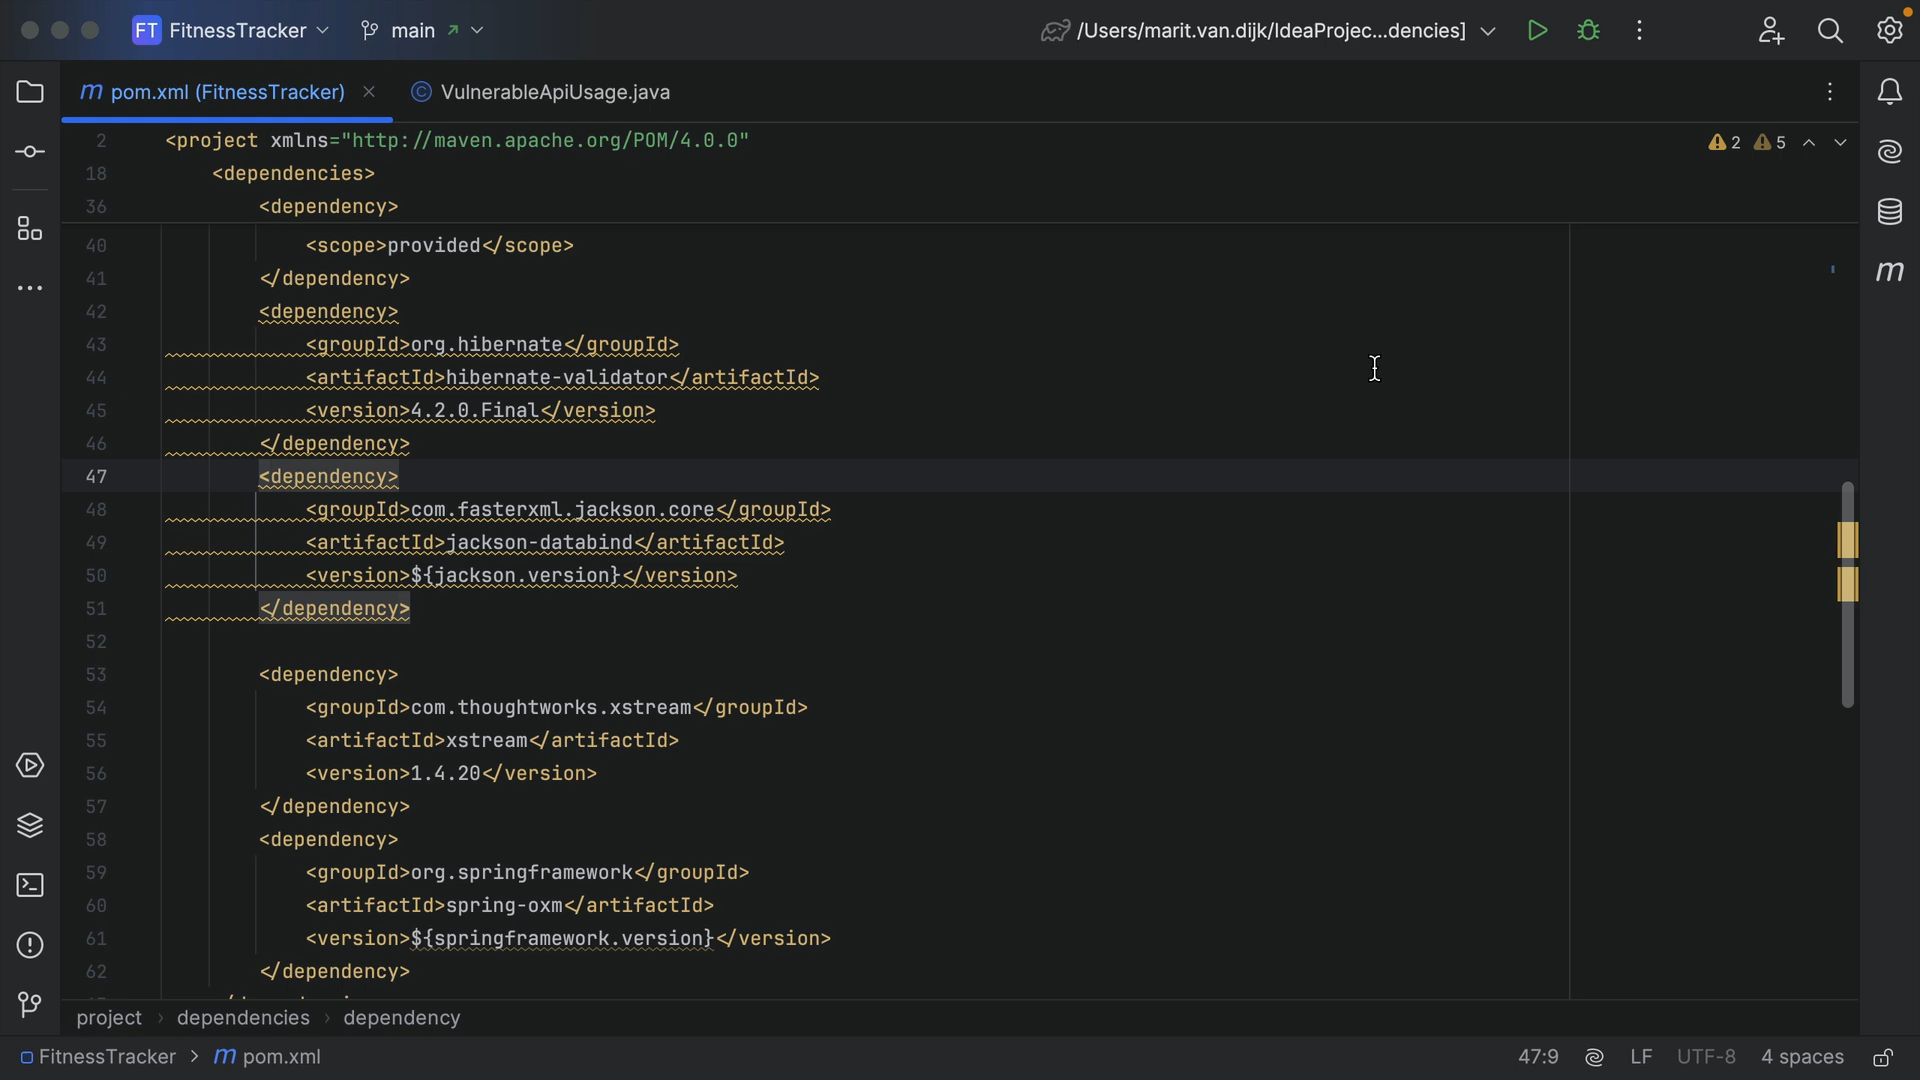 FT FitnessTracker main /Users/marit.van.dijk/IdeaProjec...dencies]
m pom.xml (FitnessTracker) © VulnerableApiUsage.java
2 <project xmlns="http://maven.apache.org/POM/4.0.0" 2 5
18 <dependencies>
36 <dependency>
40 <scope>provided</scope>
41 </dependency>
42 <dependency>
43 <groupId>org.hibernate</groupId>
44 <artifactId>hibernate-validator</artifactId>
45 <version>4.2.0.Final</version>
46 </dependency>
47 <dependency>
48 <groupId>com.fasterxml.jackson.core</groupId>
49 <artifactId>jackson-databind</artifactId>
50 <version>${jackson.version}</version>
51 </dependency>
52
53 <dependency>
54 <groupId>com.thoughtworks.xstream</groupId>
55 <artifactId>xstream</artifactId>
56 <version>1.4.20</version>
57 </dependency>
58 <dependency>
59 <groupId>org.springframework</groupId>
60 <artifactId>spring-oxm</artifactId>
61 <version>${springframework.version}</version>
62 </dependency>
project › dependencies › dependency
FitnessTracker > m pom.xml 47:9 LF UTF-8 4 spaces